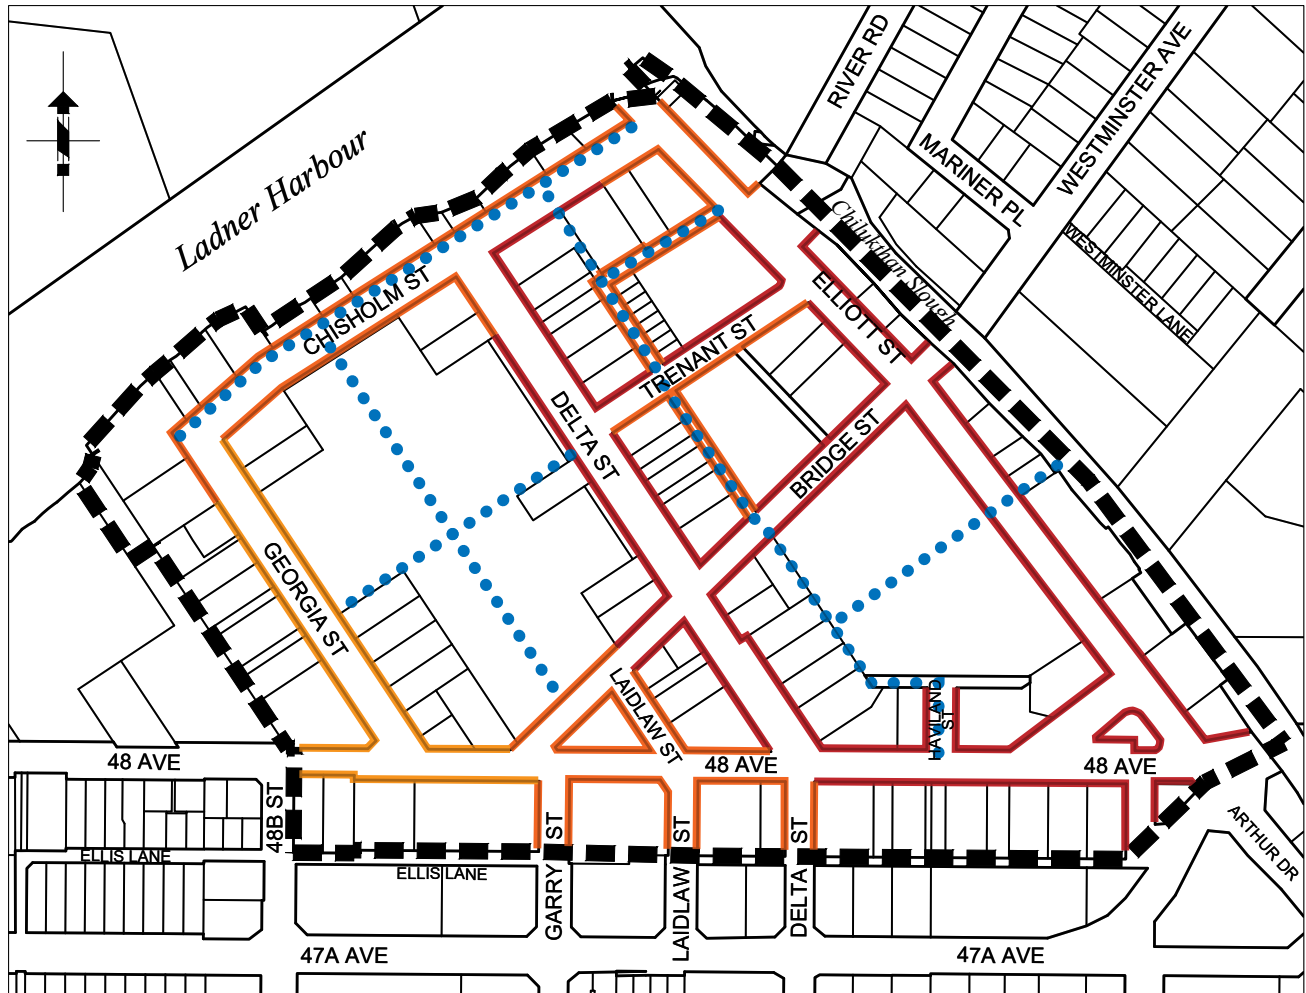 RIVER RD
WESTMINSTER AVE
MARINER PL
Ladner Harbour
Chilukthan Slough
WESTMINSTER LANE
CHISHOLM ST
ELLIOTT ST
TRENANT ST
DELTA ST
BRIDGE ST
GEORGIA ST
LAIDLAW ST
HAVILAND
ST
48 AVE
48 AVE
48 AVE
48B ST
GARRY ST
LAIDLAW ST
DELTA ST
ARTHUR DR
ELLIS LANE
ELLIS LANE
47A AVE
47A AVE